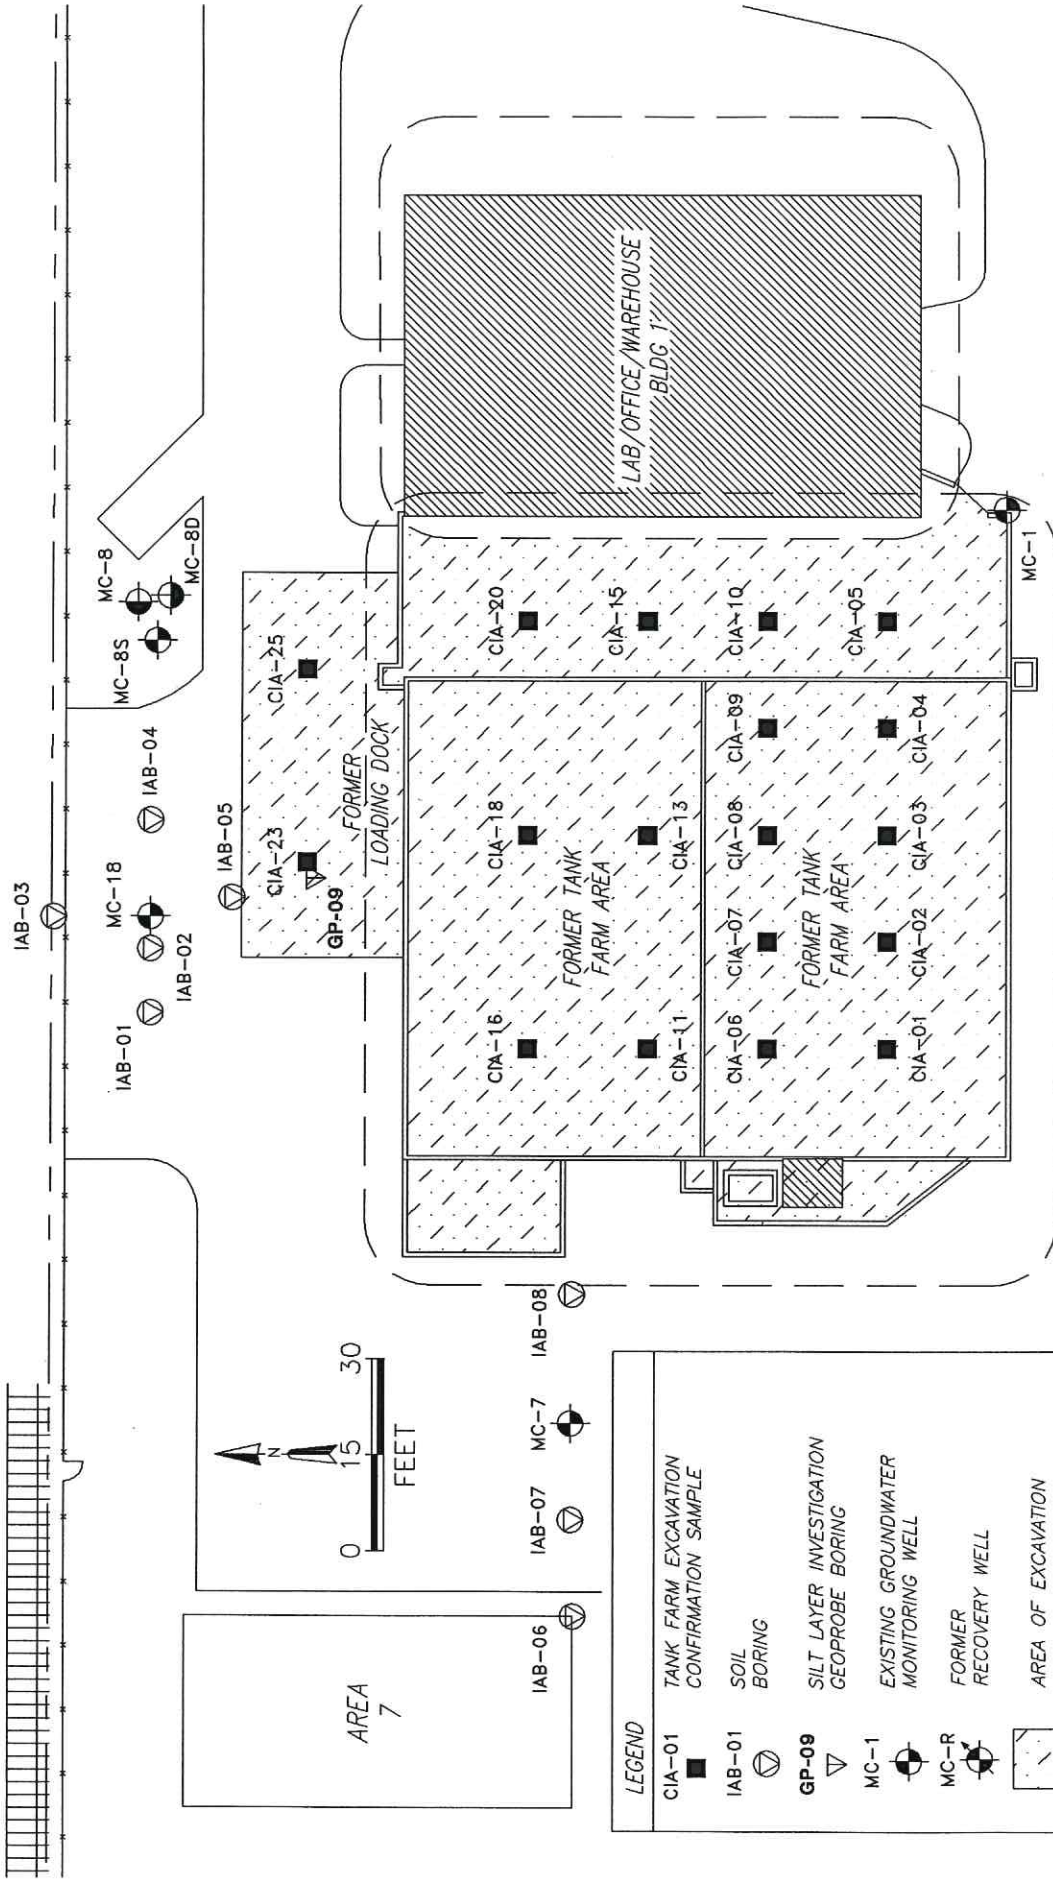 IAB-03
MC-8
MC-8D
MC-8S
IAB-04
MC-18
IAB-02
IAB-01
IAB-05
CIA-25
CIA-23
GP-09
FORMER
LOADING DOCK
LAB/OFFICE/WAREHOUSE
BLDG 1
CIA-20
CIA-15
CIA-10
CIA-05
MC-1
CIA-18
CIA-13
CIA-16
CIA-11
FORMER TANK
FARM AREA
CIA-09
CIA-04
CIA-08
CIA-03
CIA-07
CIA-02
CIA-06
CIA-01
FORMER TANK
FARM AREA
N
0 15 30
FEET
IAB-08
MC-7
IAB-07
IAB-06
AREA
7
LEGEND
CIA-01
TANK FARM EXCAVATION
CONFIRMATION SAMPLE
IAB-01
SOIL
BORING
GP-09
SILT LAYER INVESTIGATION
GEOPROBE BORING
MC-1
EXISTING GROUNDWATER
MONITORING WELL
MC-R
FORMER
RECOVERY WELL
AREA OF EXCAVATION